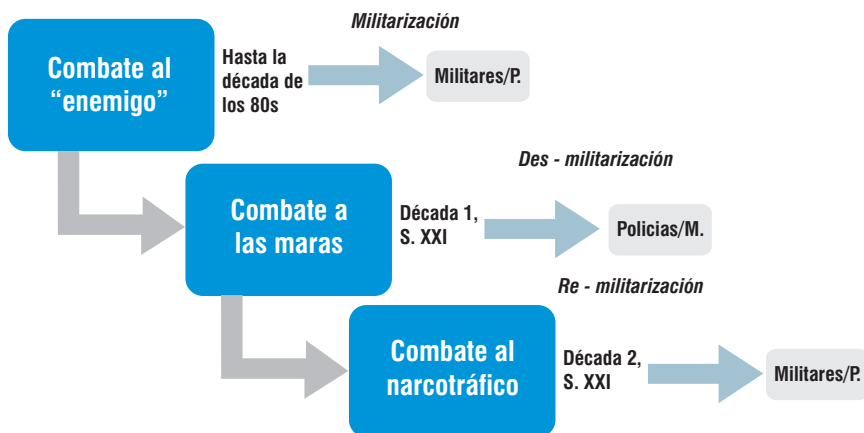 Militarización
Combate al
“enemigo”
Hasta la
década de
los 80s
Militares/P.
Des - militarización
Combate a
las maras
Década 1,
S. XXI
Policias/M.
Re - militarización
Combate al
narcotráfico
Década 2,
S. XXI
Militares/P.